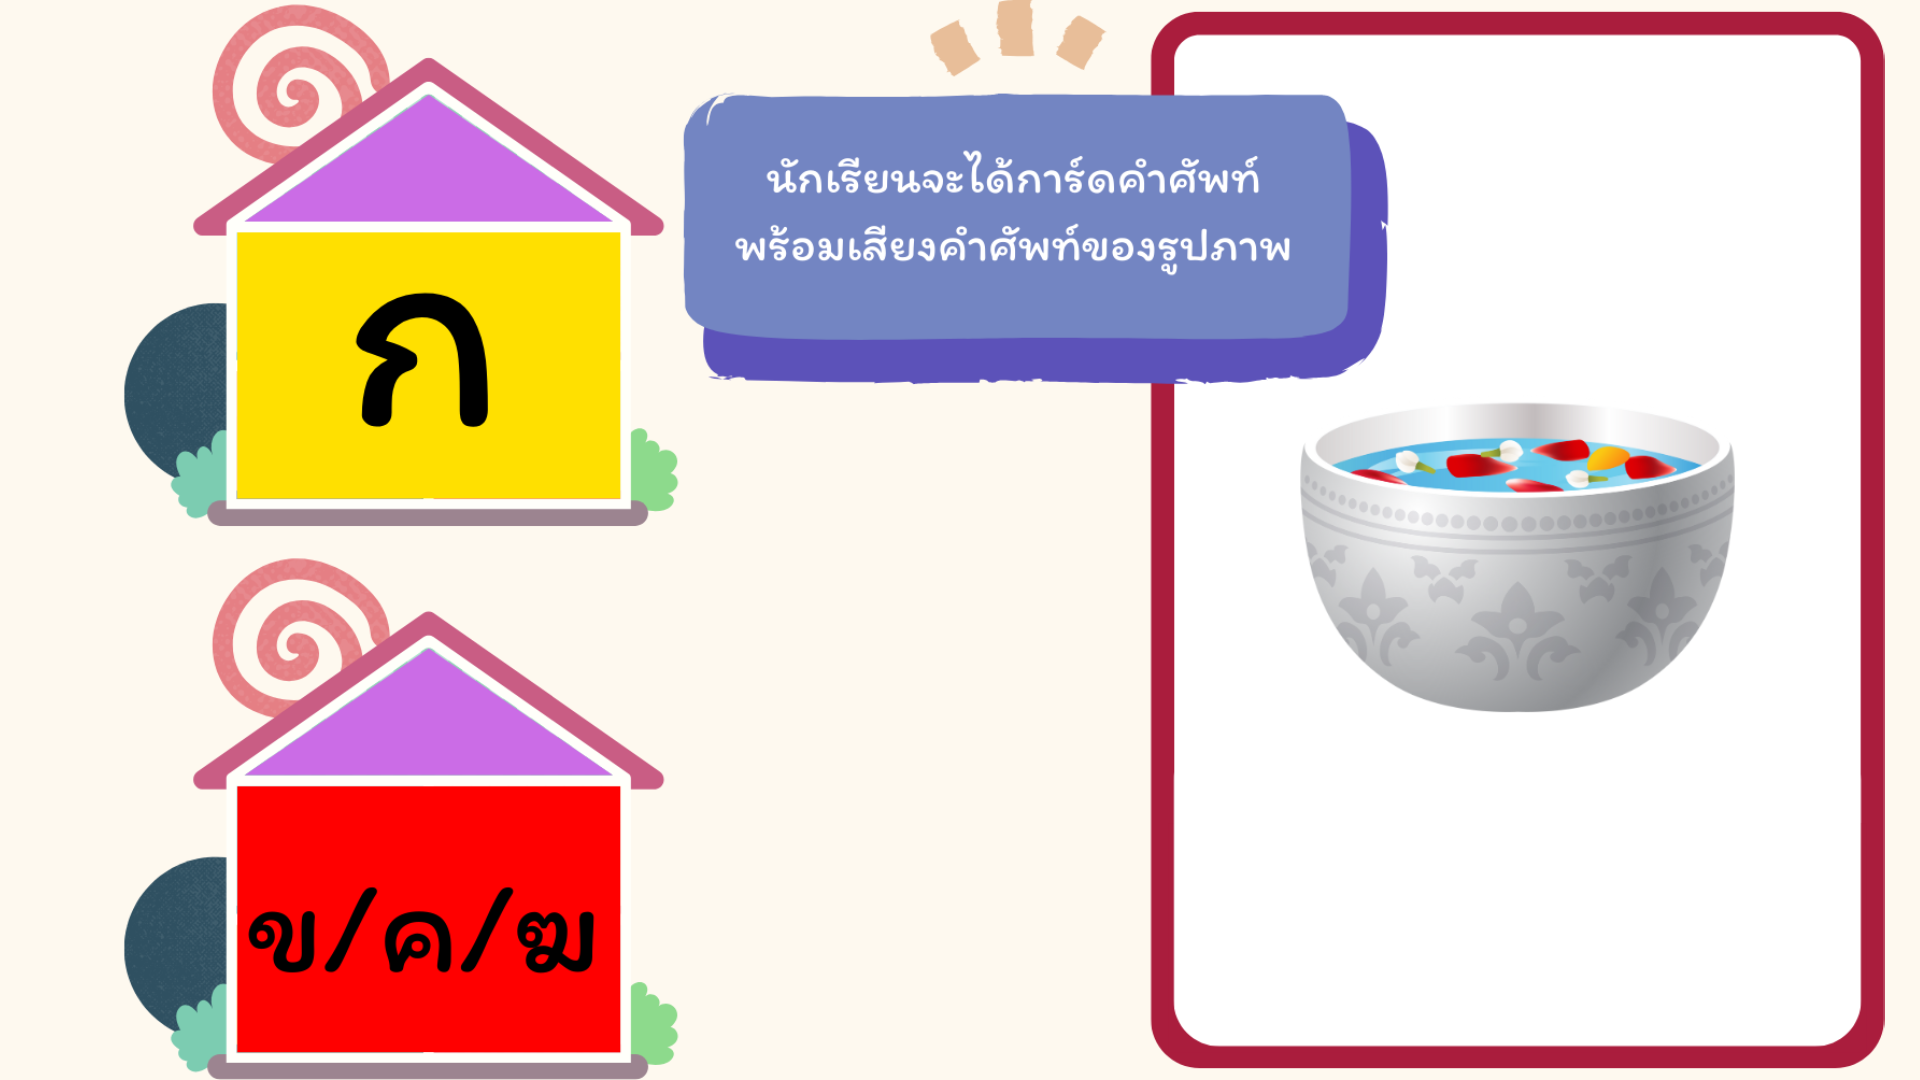 ก
นักเรียนจะได้การ์ดคำศัพท์
พร้อมเสียงคำศัพท์ของรูปภาพ
ข/ค/ฆ